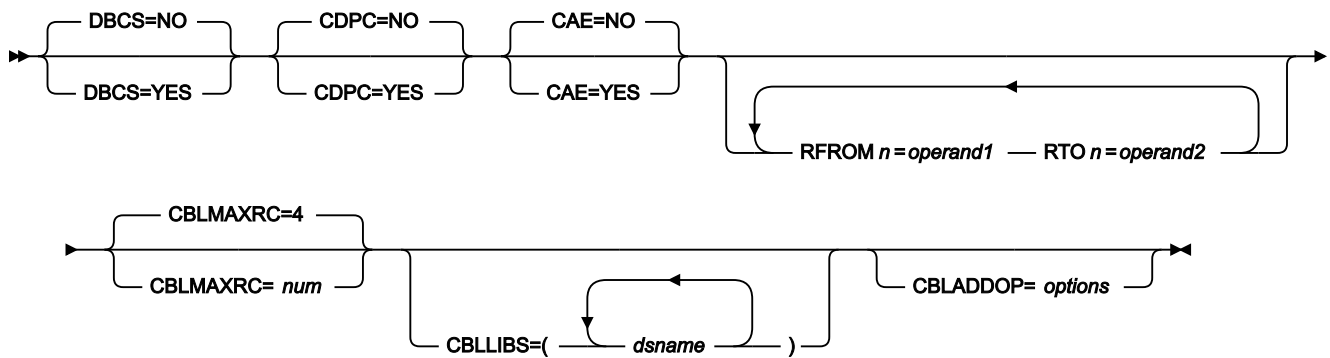 DBCS=NO CDPC=NO CAE=NO
DBCS=YES CDPC=YES CAE=YES
RFROM n=operand1 RTO n=operand2
CBLMAXRC=4
CBLMAXRC= num CBLADDOP= options
CBLLIBS=( dsname )